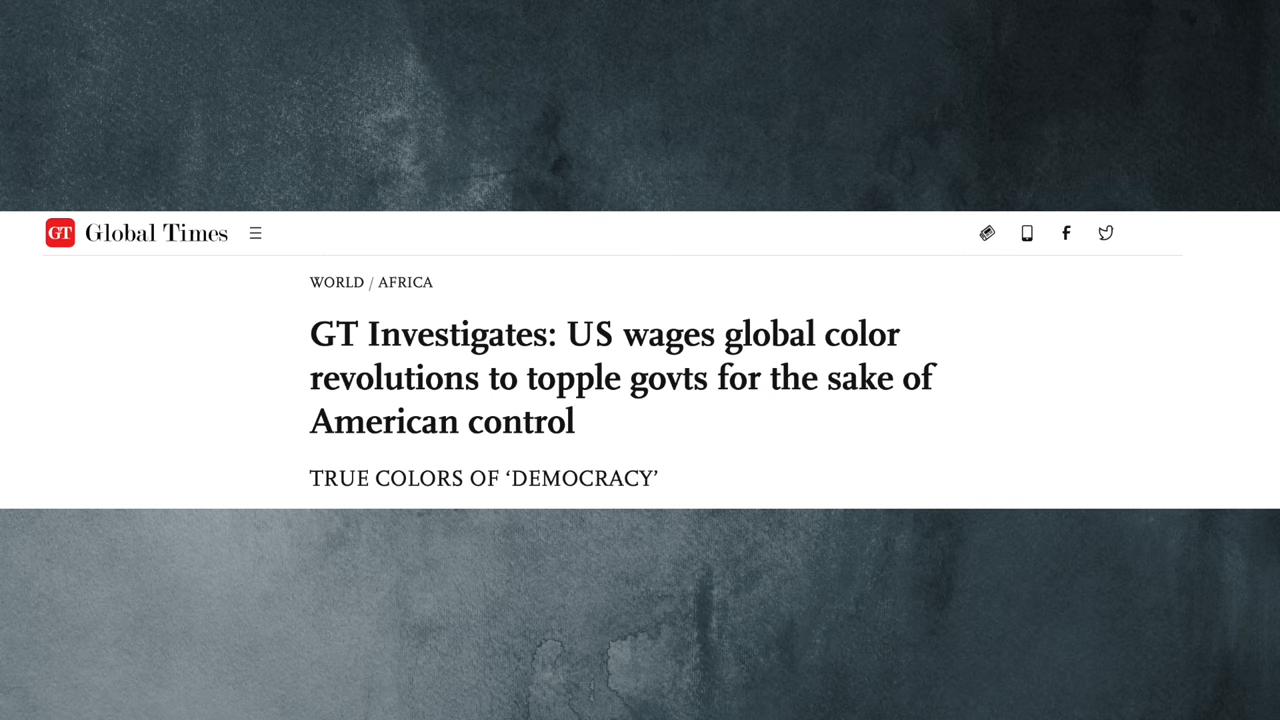 GT Global Times
WORLD / AFRICA
GT Investigates: US wages global color
revolutions to topple govts for the sake of
American control
TRUE COLORS OF ‘DEMOCRACY’